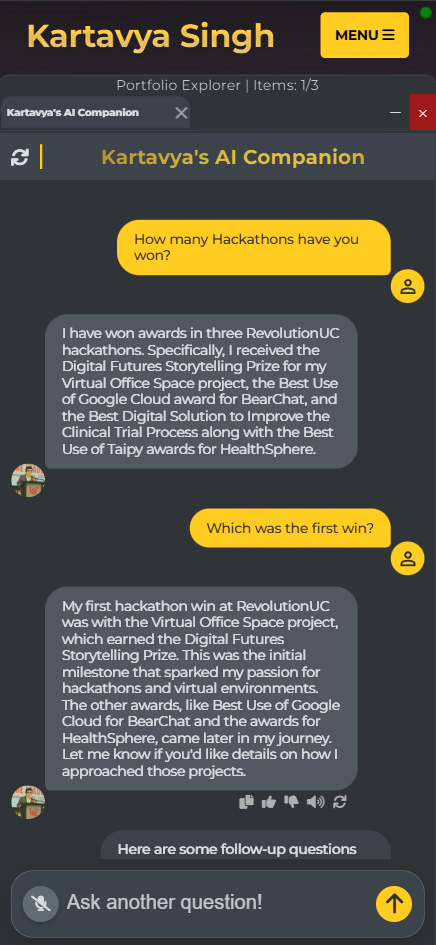 Kartavya Singh
MENU ☰
Portfolio Explorer | Items: 1/3
Kartavya's AI Companion
Kartavya's AI Companion
How many Hackathons have you
won?
I have won awards in three RevolutionUC
hackathons. Specifically, I received the
Digital Futures Storytelling Prize for my
Virtual Office Space project, the Best Use
of Google Cloud award for BearChat, and
the Best Digital Solution to Improve the
Clinical Trial Process along with the Best
Use of Taipy awards for HealthSphere.
Which was the first win?
My first hackathon win at RevolutionUC
was with the Virtual Office Space project,
which earned the Digital Futures
Storytelling Prize. This was the initial
milestone that sparked my passion for
hackathons and virtual environments.
The other awards, like Best Use of Google
Cloud for BearChat and the awards for
HealthSphere, came later in my journey.
Let me know if you'd like details on how I
approached those projects.
Here are some follow-up questions
Ask another question!